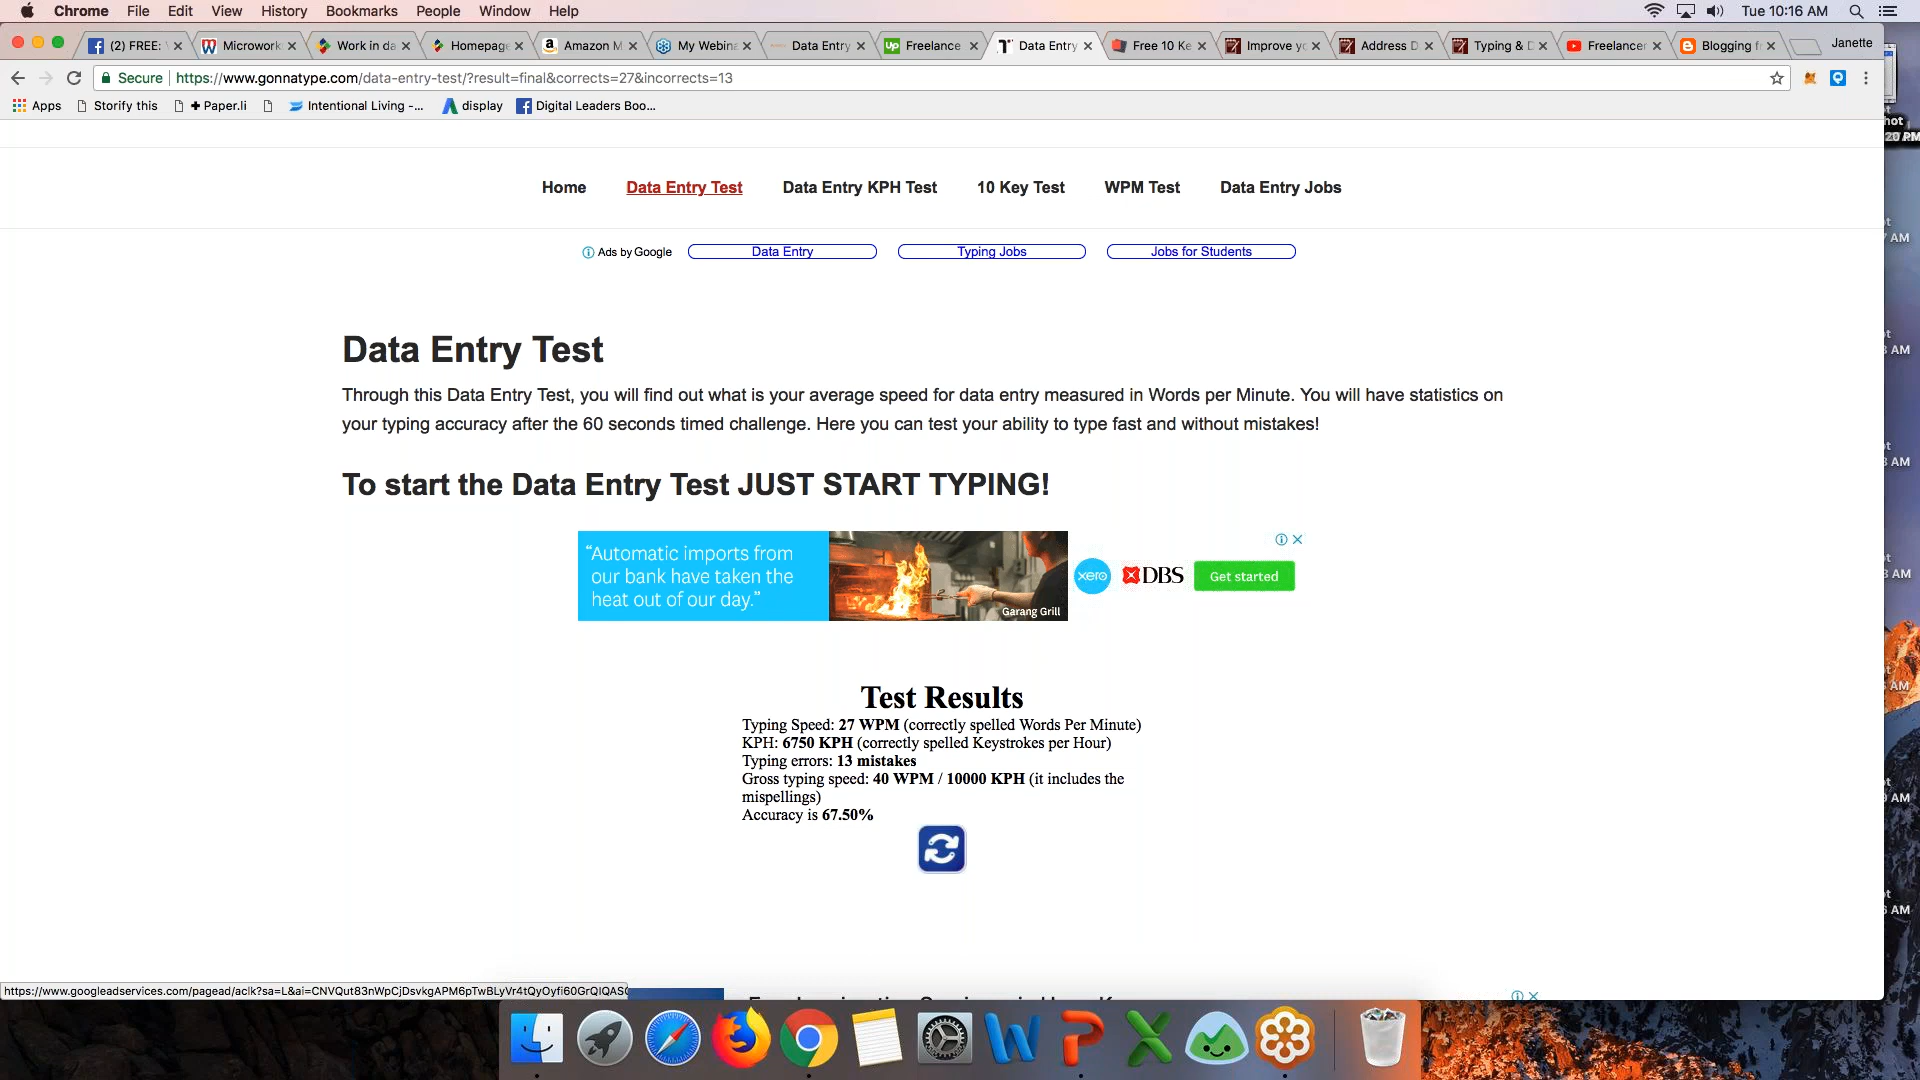 Chrome File Edit View History Bookmarks People Window Help Tue 10:16 AM
(2) FREE: Microwork Work in da Homepage Amazon M My Webina Data Entry Freelance Data Entry Free 10 Ke Improve yo Address D Typing & D Freelancer Blogging f Janette
Secure https://www.gonnatype.com/data-entry-test/?result=final&corrects=27&incorrects=13
Apps Storify this + Paper.li Intentional Living -... display Digital Leaders Boo...
Home Data Entry Test Data Entry KPH Test 10 Key Test WPM Test Data Entry Jobs
Ads by Google Data Entry Typing Jobs Jobs for Students
Data Entry Test
Through this Data Entry Test, you will find out what is your average speed for data entry measured in Words per Minute. You will have statistics on
your typing accuracy after the 60 seconds timed challenge. Here you can test your ability to type fast and without mistakes!
To start the Data Entry Test JUST START TYPING!
“Automatic imports from
our bank have taken the
heat out of our day.”
Garang Grill
xero DBS Get started
Test Results
Typing Speed: 27 WPM (correctly spelled Words Per Minute)
KPH: 6750 KPH (correctly spelled Keystrokes per Hour)
Typing errors: 13 mistakes
Gross typing speed: 40 WPM / 10000 KPH (it includes the
mispellings)
Accuracy is 67.50%